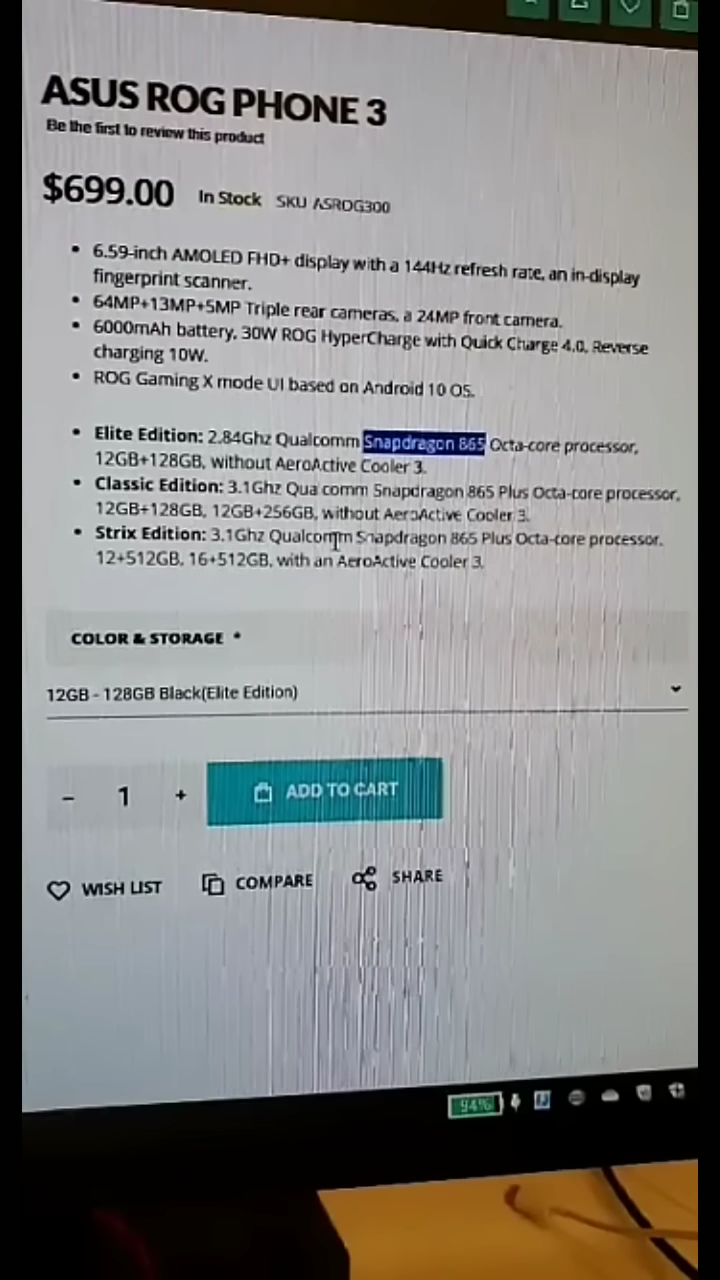 ASUS ROG PHONE 3
Be the first to review this product
$699.00 In Stock SKU ASROG300
• 6.59-inch AMOLED FHD+ display with a 144Hz refresh rate, an in-display
fingerprint scanner.
• 64MP+13MP+5MP Triple rear cameras, a 24MP front camera.
• 6000mAh battery, 30W ROG HyperCharge with Quick Charge 4.0, Reverse
charging 10W.
• ROG Gaming X mode UI based on Android 10 OS.
• Elite Edition: 2.84Ghz Qualcomm Snapdragon 865 Octa-core processor,
12GB+128GB, without AeroActive Cooler 3.
• Classic Edition: 3.1Ghz Qualcomm Snapdragon 865 Plus Octa-core processor,
12GB+128GB, 12GB+256GB, without AeroActive Cooler 3.
• Strix Edition: 3.1Ghz Qualcomm Snapdragon 865 Plus Octa-core processor,
12+512GB, 16+512GB, with an AeroActive Cooler 3.
COLOR & STORAGE *
12GB - 128GB Black(Elite Edition)
- 1 + ADD TO CART
WISH LIST COMPARE SHARE
94%